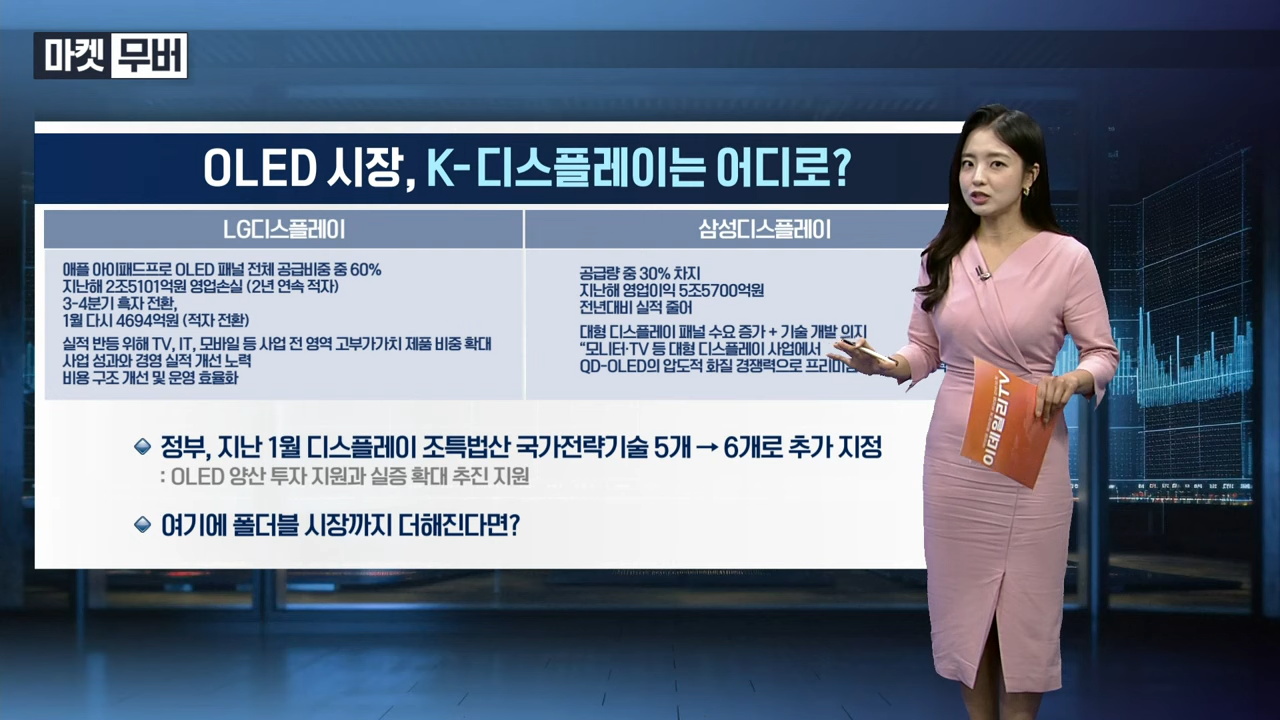 마켓무버
OLED 시장, K-디스플레이는 어디로?
LG디스플레이
애플 아이패드프로 OLED 패널 전체 공급비중 중 60%
지난해 2조5101억원 영업손실 (2년 연속 적자)
3-4분기 흑자 전환,
1월 다시 4694억원 (적자 전환)
실적 반등 위해 TV, IT, 모바일 등 사업 전 영역 고부가가치 제품 비중 확대
사업 성과와 경영 실적 개선 노력
비용 구조 개선 및 운영 효율화
삼성디스플레이
공급량 중 30% 차지
지난해 영업이익 5조5700억원
전년대비 실적 줄어
대형 디스플레이 패널 수요 증가 + 기술 개발 의지
“모니터·TV 등 대형 디스플레이 사업에서
QD-OLED의 압도적 화질 경쟁력으로
정부, 지난 1월 디스플레이 조특법산 국가전략기술 5개 → 6개로 추가 지정
: OLED 양산 투자 지원과 실증 확대 추진 지원
여기에 폴더블 시장까지 더해진다면?
이데일리TV